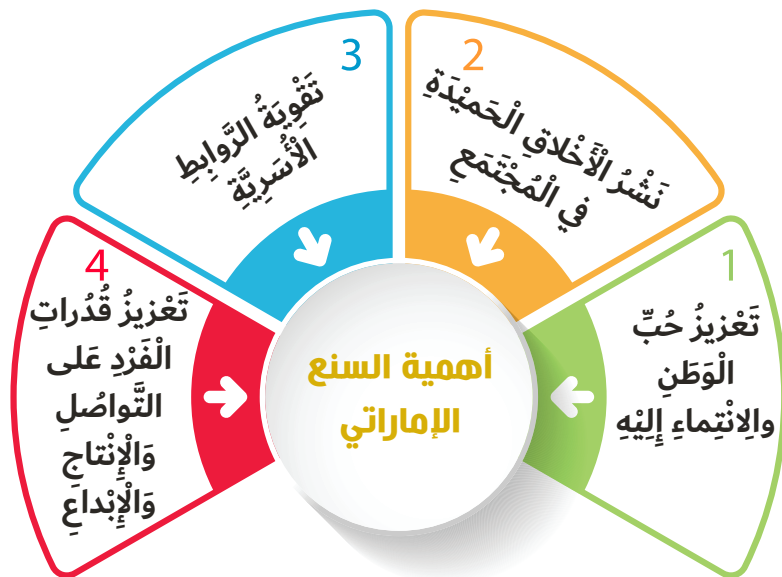 أهمية السنع
الإماراتي
1
تَعْزيزُ حُبِّ
الْوَطَنِ
والِانْتِماءِ إِلَيْهِ
2
نَشْرُ الْأَخْلاقِ الْحَميْدَةِ
في الْمُجْتَمَعِ
3
تَقْوِيَةُ الرَّوابِطِ
الْأُسَرِيَّةِ
4
تَعْزيزُ قُدُراتِ
الْفَرْدِ عَلى
التَّواصُلِ
وَالْإِنْتاجِ
وَالْإِبْداعِ